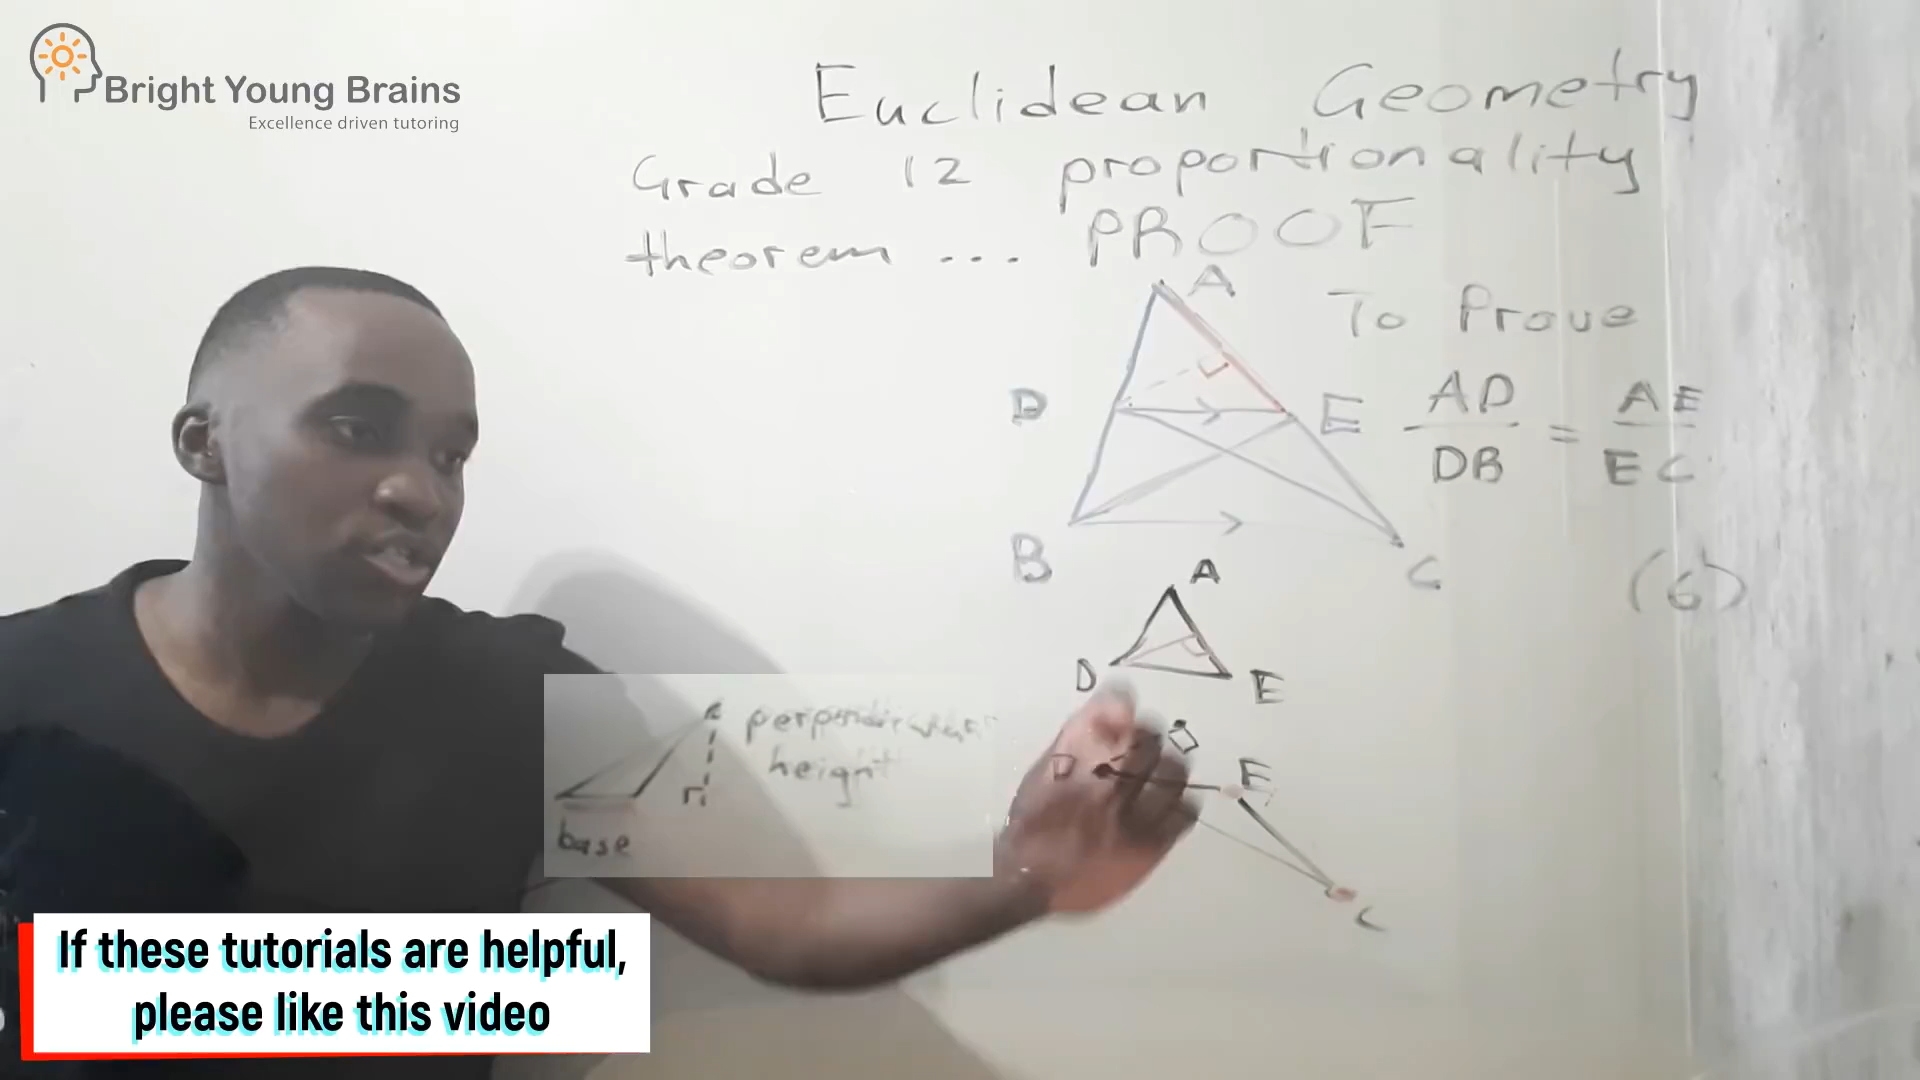 Bright Young Brains
Excellence driven tutoring
Euclidean Geometry
Grade 12 proportionality
theorem ... PROOF
A
To Prove
D
E
AD
DB
=
AE
EC
B
C
(6)
A
D
E
perpendicular
height
base
D
E
C
If these tutorials are helpful,
please like this video